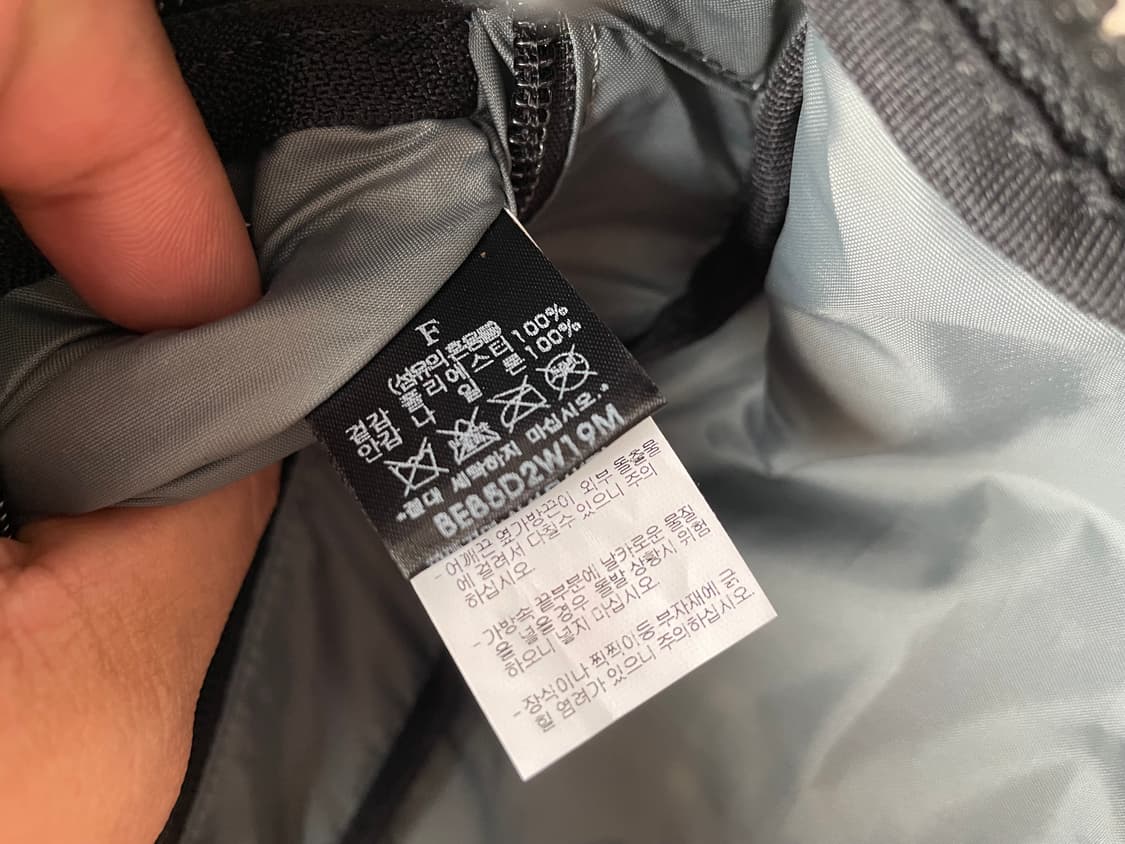 F
(섬유의 혼용률)
겉감 폴리에스터 100%
안감 나 일 론 100%
"절대 세탁하지 마십시오."
BE85D2W19M
- 어깨끈 옆가방끈이 외부 돌출물
에 걸려서 다칠수 있으니 주의
하십시오.
- 가방속 끝부분에 날카로운 물질
을 넣을 경우 돌발 상황시 위험
하오니 넣지 마십시오.
- 장식이나 찍찍이 등 부자재에 긁
힐 염려가 있으니 주의하십시오.